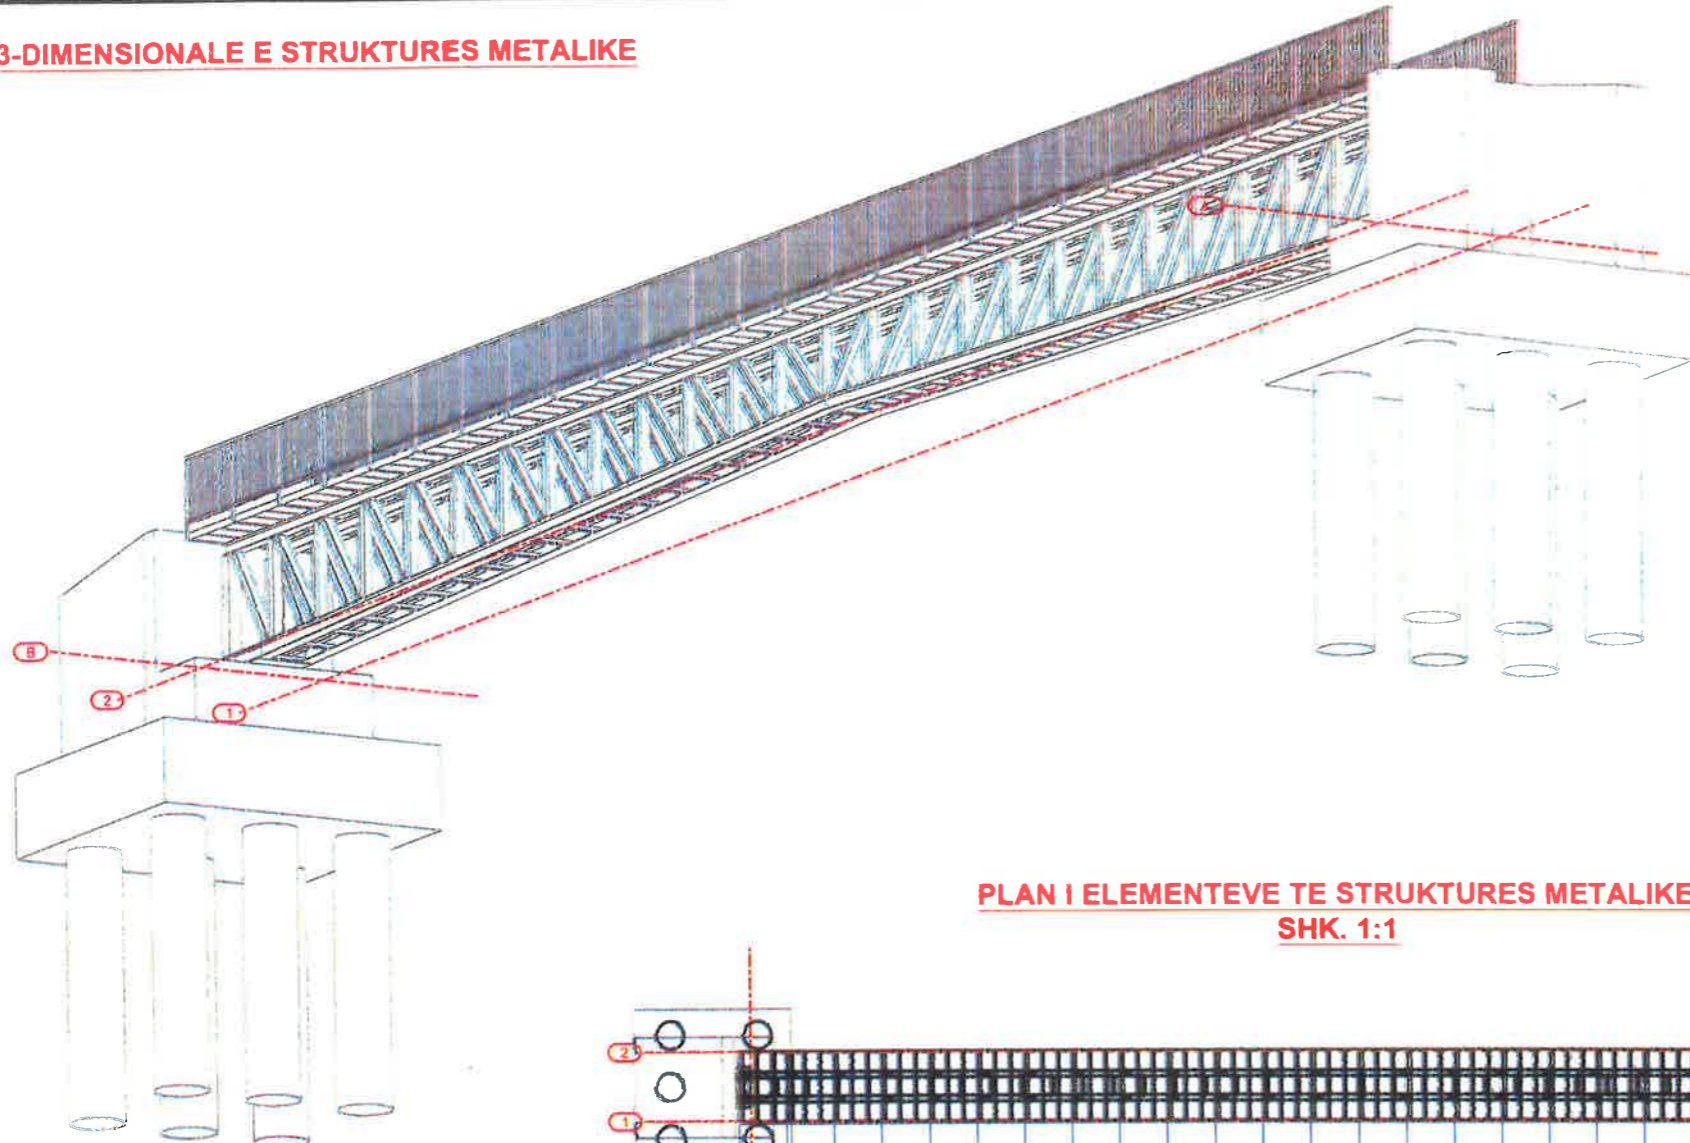 3-DIMENSIONALE E STRUKTURES METALIKE
B
2
1
PLAN I ELEMENTEVE TE STRUKTURES METALIKE
SHK. 1:1
2
1